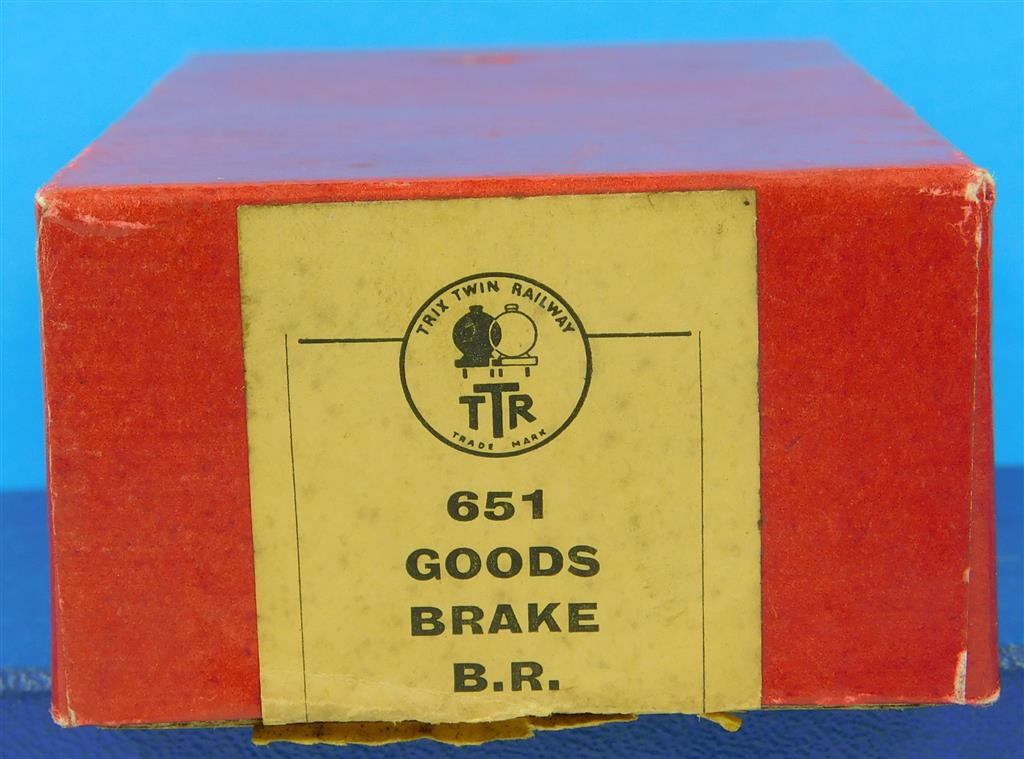 TRIX TWIN RAILWAY
TTR
TRADE MARK
651
GOODS
BRAKE
B.R.